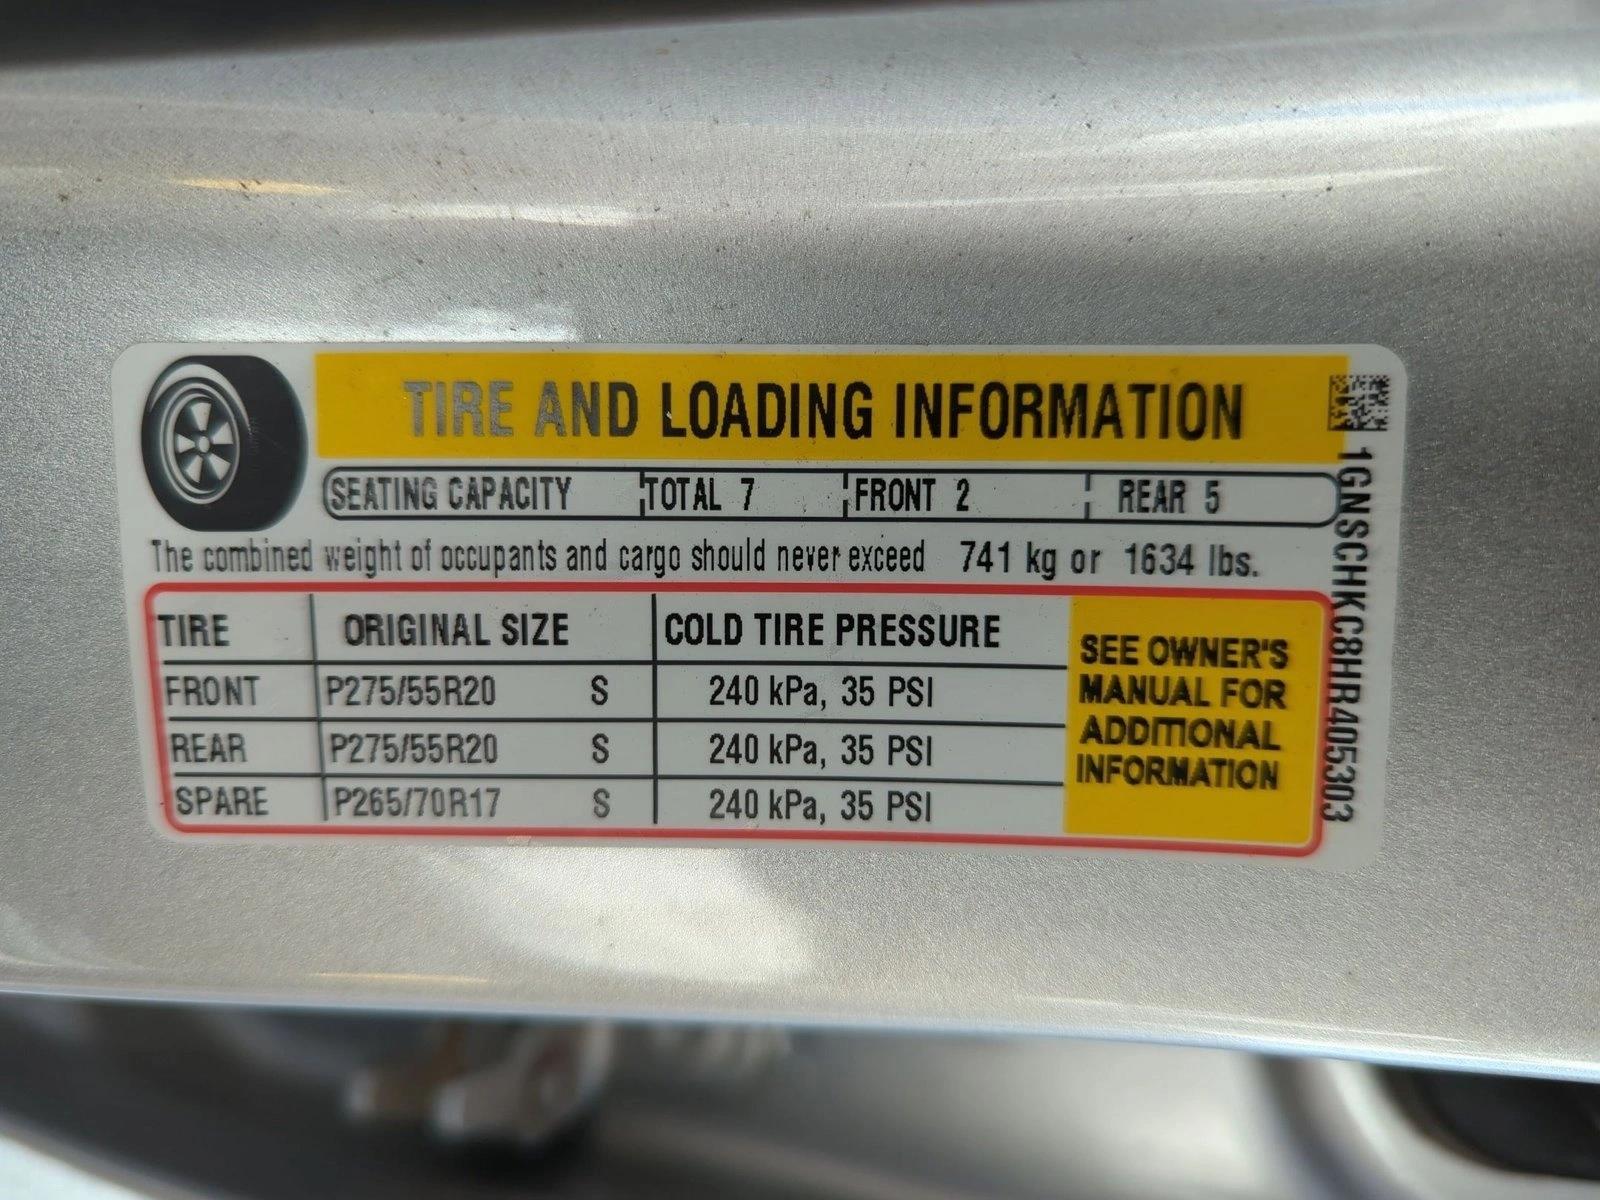 TIRE AND LOADING INFORMATION
SEATING CAPACITY TOTAL 7 FRONT 2 REAR 5
The combined weight of occupants and cargo should never exceed 741 kg or 1634 lbs.
TIRE ORIGINAL SIZE COLD TIRE PRESSURE
FRONT P275/55R20 S 240 kPa, 35 PSI
REAR P275/55R20 S 240 kPa, 35 PSI
SPARE P265/70R17 S 240 kPa, 35 PSI
SEE OWNER'S
MANUAL FOR
ADDITIONAL
INFORMATION
1GNSCHKC8HR405303